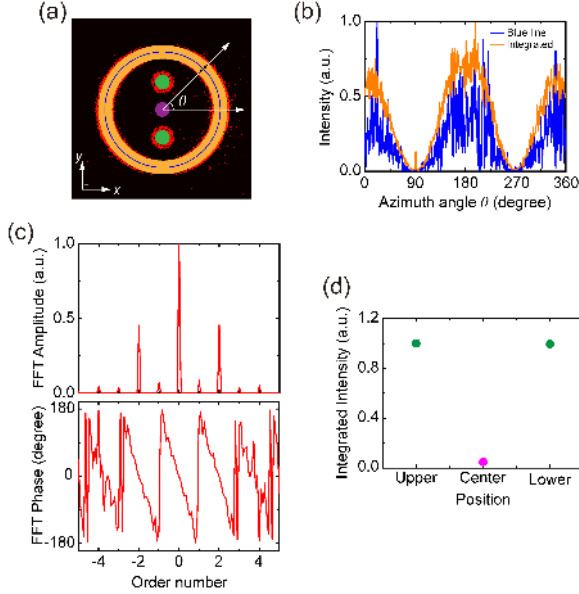 (a)
θ
y
x
(b)
Intensity (a.u.)
1.0
0.5
0.0
Blue line
Integrated
0 90 180 270 360
Azimuth angle θ (degree)
(c)
FFT Amplitude (a.u.)
1.0
0.5
0.0
FFT Phase (degree)
180
0
-180
-4 -2 0 2 4
Order number
(d)
Integrated Intensity (a.u.)
1.2
0.8
0.4
0.0
Upper Center Lower
Position